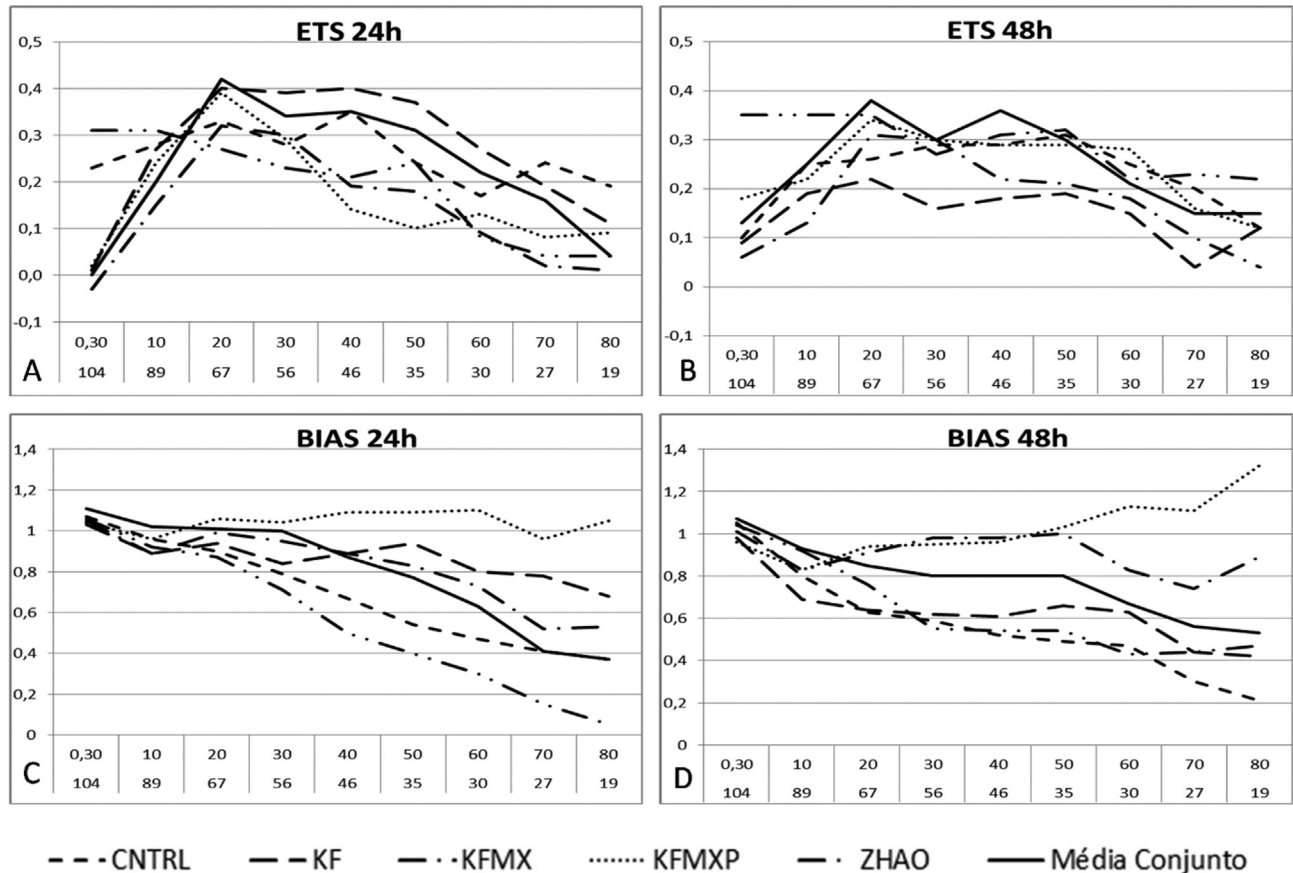 ETS 24h
0,5
0,4
0,3
0,2
0,1
0,0
-0,1
0,30 10 20 30 40 50 60 70 80
104 89 67 56 46 35 30 27 19
A
ETS 48h
0,5
0,4
0,3
0,2
0,1
0
-0,1
0,30 10 20 30 40 50 60 70 80
104 89 67 56 46 35 30 27 19
B
BIAS 24h
1,4
1,2
1
0,8
0,6
0,4
0,2
0
0,30 10 20 30 40 50 60 70 80
104 89 67 56 46 35 30 27 19
C
BIAS 48h
1,4
1,2
1
0,8
0,6
0,4
0,2
0
0,30 10 20 30 40 50 60 70 80
104 89 67 56 46 35 30 27 19
D
CNTRL KF KFMX KFMXP ZHAO Média Conjunto